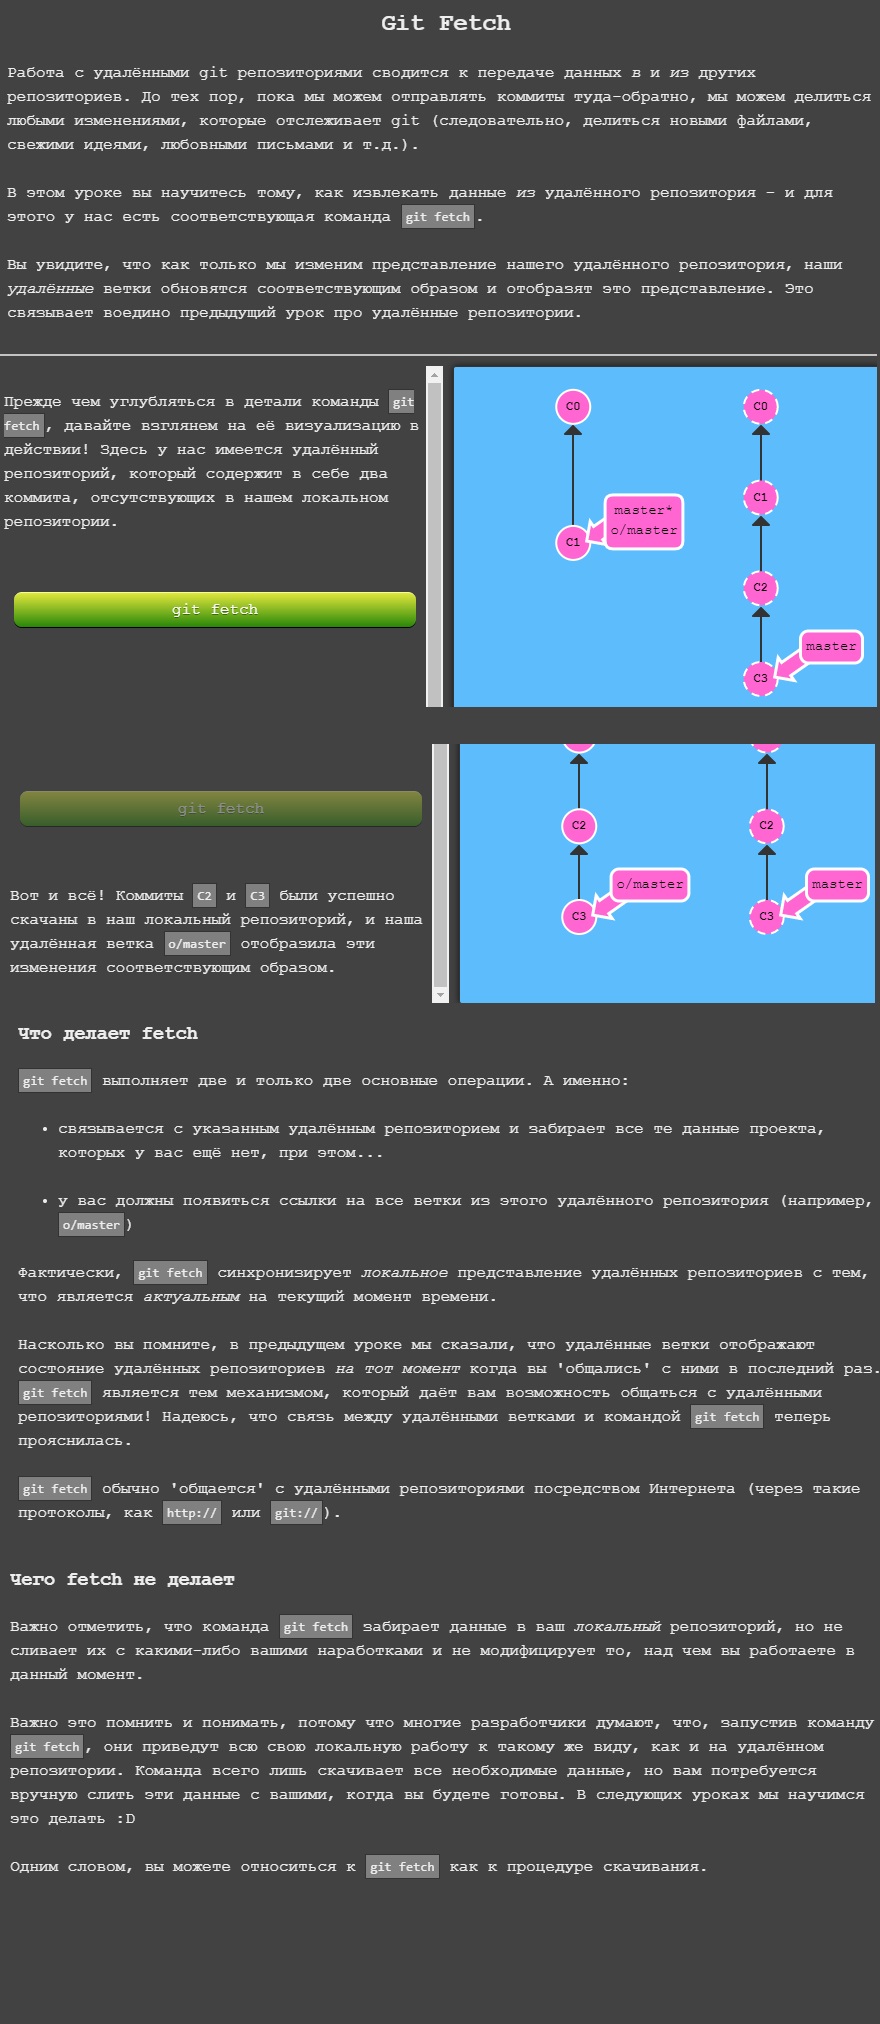 Git Fetch
Работа с удалёнными git репозиториями сводится к передаче данных в и из других
репозиториев. До тех пор, пока мы можем отправлять коммиты туда-обратно, мы можем делиться
любыми изменениями, которые отслеживает git (следовательно, делиться новыми файлами,
свежими идеями, любовными письмами и т.д.).
В этом уроке вы научитесь тому, как извлекать данные из удалённого репозитория - и для
этого у нас есть соответствующая команда git fetch.
Вы увидите, что как только мы изменим представление нашего удалённого репозитория, наши
удалённые ветки обновятся соответствующим образом и отобразят это представление. Это
связывает воедино предыдущий урок про удалённые репозитории.
Прежде чем углубляться в детали команды git
fetch, давайте взглянем на её визуализацию в
действии! Здесь у нас имеется удалённый
репозиторий, который содержит в себе два
коммита, отсутствующих в нашем локальном
репозитории.
git fetch
C0
C1
master*
o/master
C0
C1
C2
C3
master
git fetch
Вот и всё! Коммиты C2 и C3 были успешно
скачаны в наш локальный репозиторий, и наша
удалённая ветка o/master отобразила эти
изменения соответствующим образом.
C2
C3
o/master
C2
C3
master
Что делает fetch
git fetch выполняет две и только две основные операции. А именно:
• связывается с указанным удалённым репозиторием и забирает все те данные проекта,
которых у вас ещё нет, при этом...
• у вас должны появиться ссылки на все ветки из этого удалённого репозитория (например,
o/master)
Фактически, git fetch синхронизирует локальное представление удалённых репозиториев с тем,
что является актуальным на текущий момент времени.
Насколько вы помните, в предыдущем уроке мы сказали, что удалённые ветки отображают
состояние удалённых репозиториев на тот момент когда вы 'общались' с ними в последний раз.
git fetch является тем механизмом, который даёт вам возможность общаться с удалёнными
репозиториями! Надеюсь, что связь между удалёнными ветками и командой git fetch теперь
прояснилась.
git fetch обычно 'общается' с удалёнными репозиториями посредством Интернета (через такие
протоколы, как http:// или git://).
Чего fetch не делает
Важно отметить, что команда git fetch забирает данные в ваш локальный репозиторий, но не
сливает их с какими-либо вашими наработками и не модифицирует то, над чем вы работаете в
данный момент.
Важно это помнить и понимать, потому что многие разработчики думают, что, запустив команду
git fetch, они приведут всю свою локальную работу к такому же виду, как и на удалённом
репозитории. Команда всего лишь скачивает все необходимые данные, но вам потребуется
вручную слить эти данные с вашими, когда вы будете готовы. В следующих уроках мы научимся
это делать :D
Одним словом, вы можете относиться к git fetch как к процедуре скачивания.